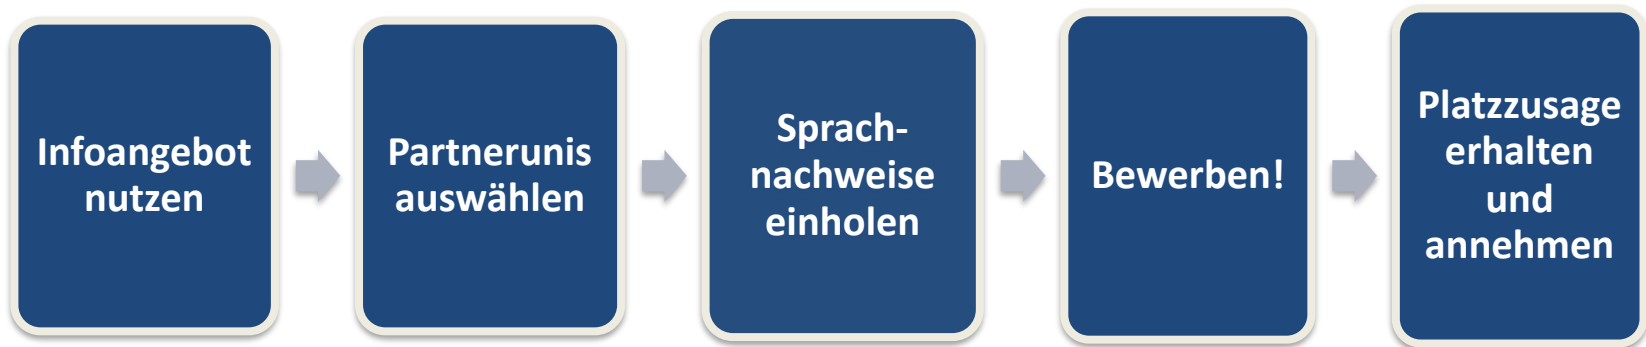 Infoangebot
nutzen
Partnerunis
auswählen
Sprach-
nachweise
einholen
Bewerben!
Platzzusage
erhalten
und
annehmen